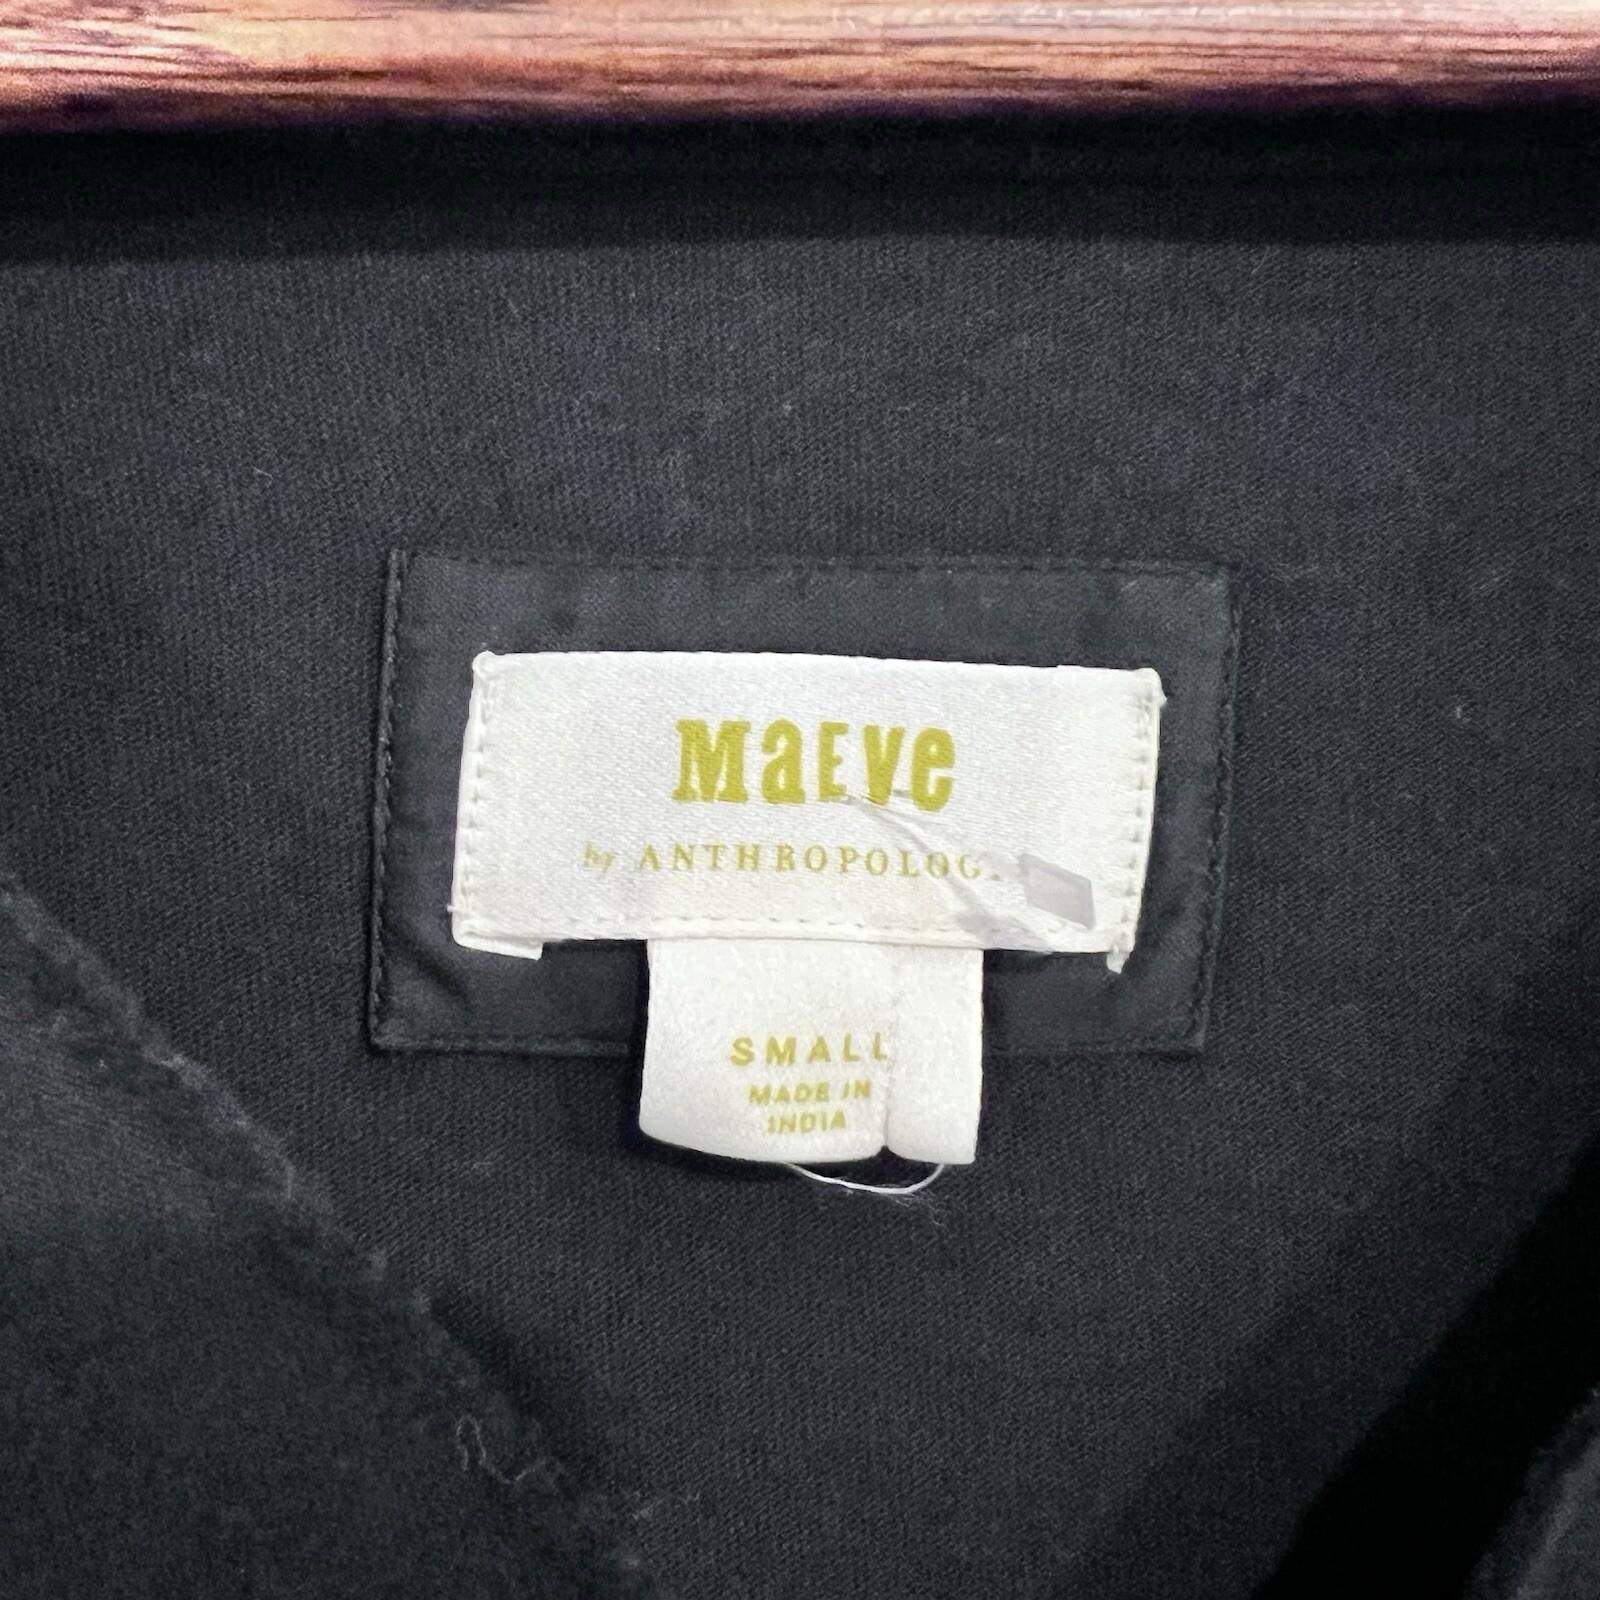 MaEve
by ANTHROPOLOG
SMALL
MADE IN
INDIA